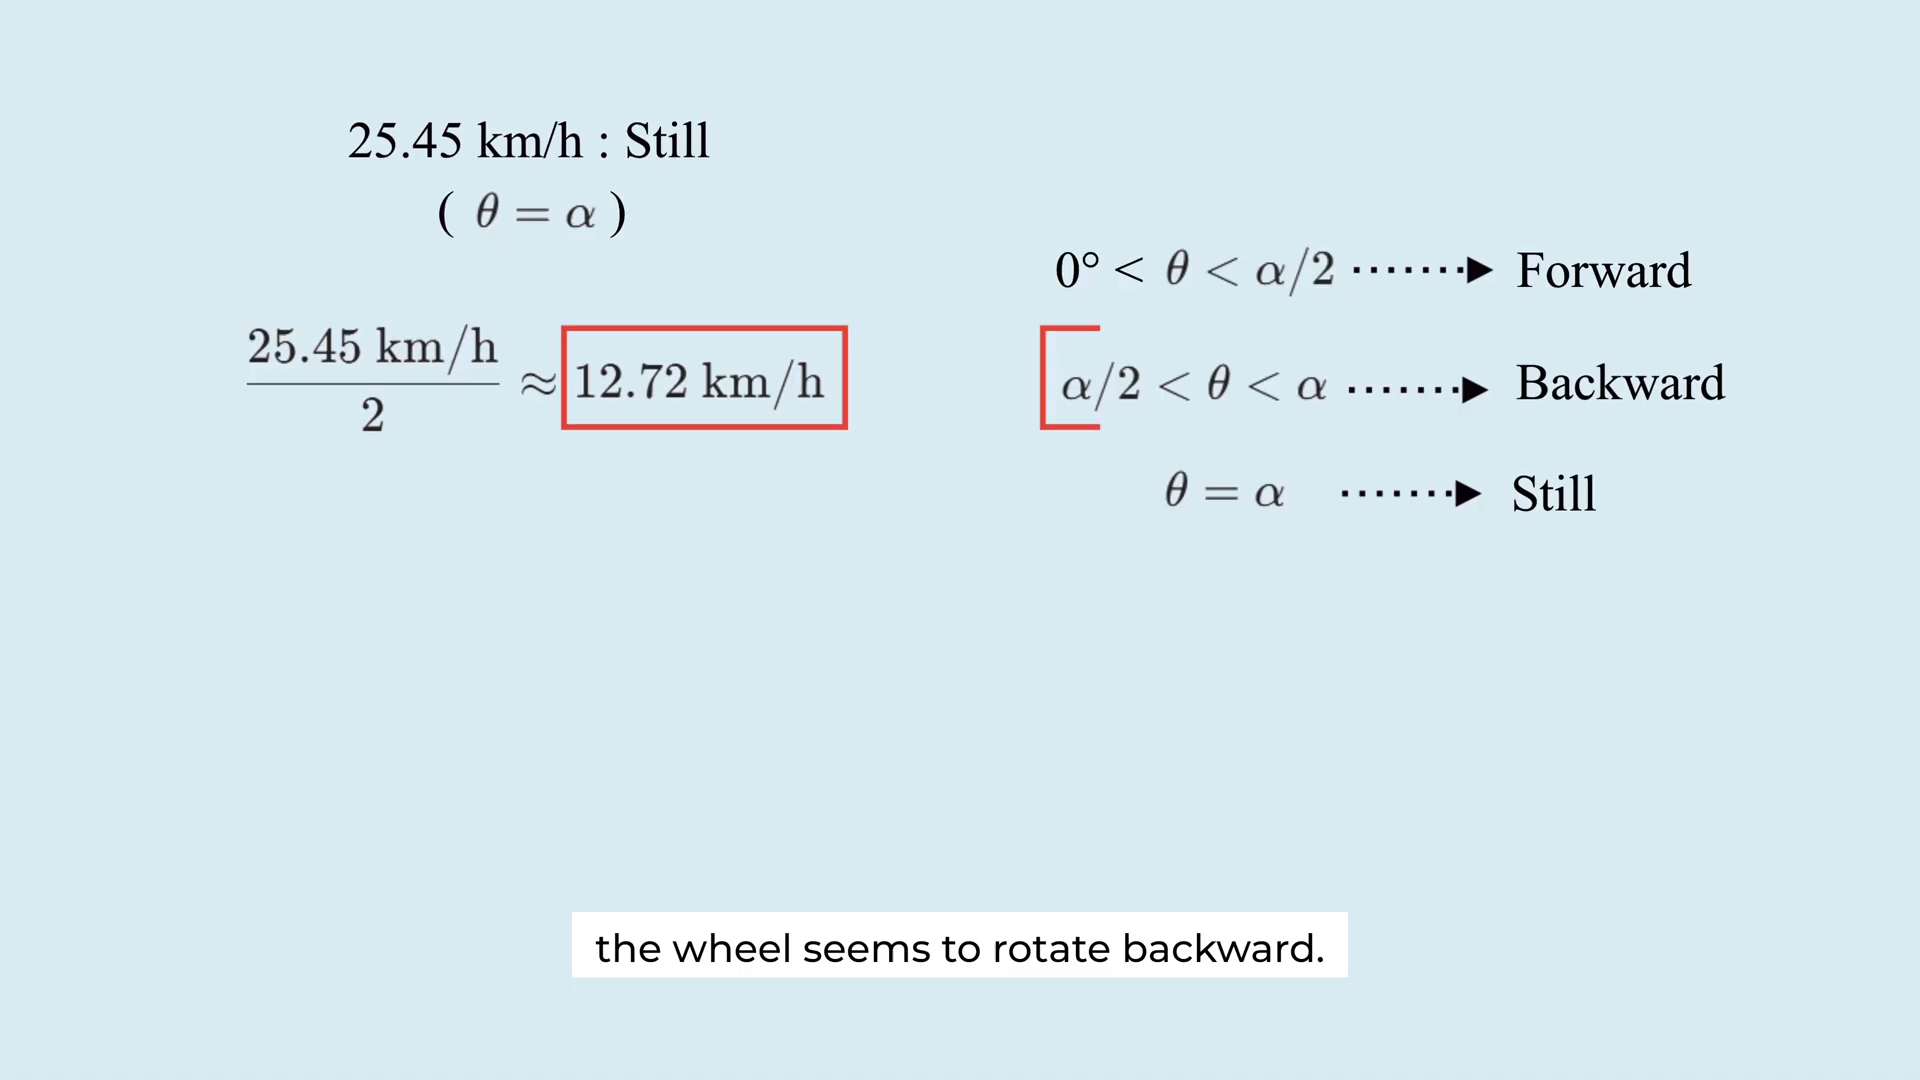 25.45 km/h : Still
( θ = α )
25.45 km/h
2
≈ 12.72 km/h
0° < θ < α/2 ·······► Forward
α/2 < θ < α ·······► Backward
θ = α ·······► Still
the wheel seems to rotate backward.